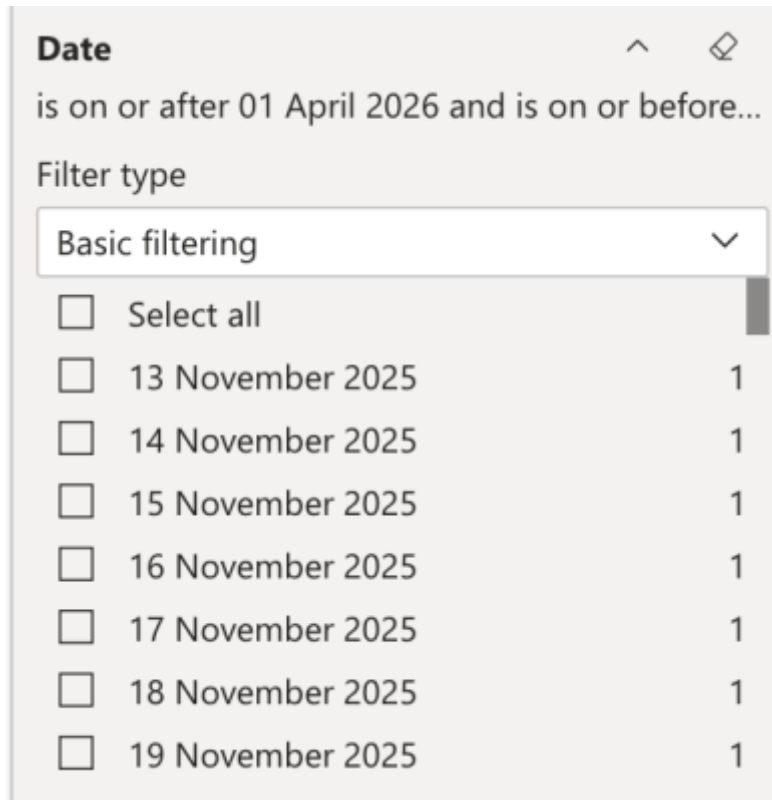 Date
is on or after 01 April 2026 and is on or before...
Filter type
Basic filtering
Select all
13 November 2025 1
14 November 2025 1
15 November 2025 1
16 November 2025 1
17 November 2025 1
18 November 2025 1
19 November 2025 1